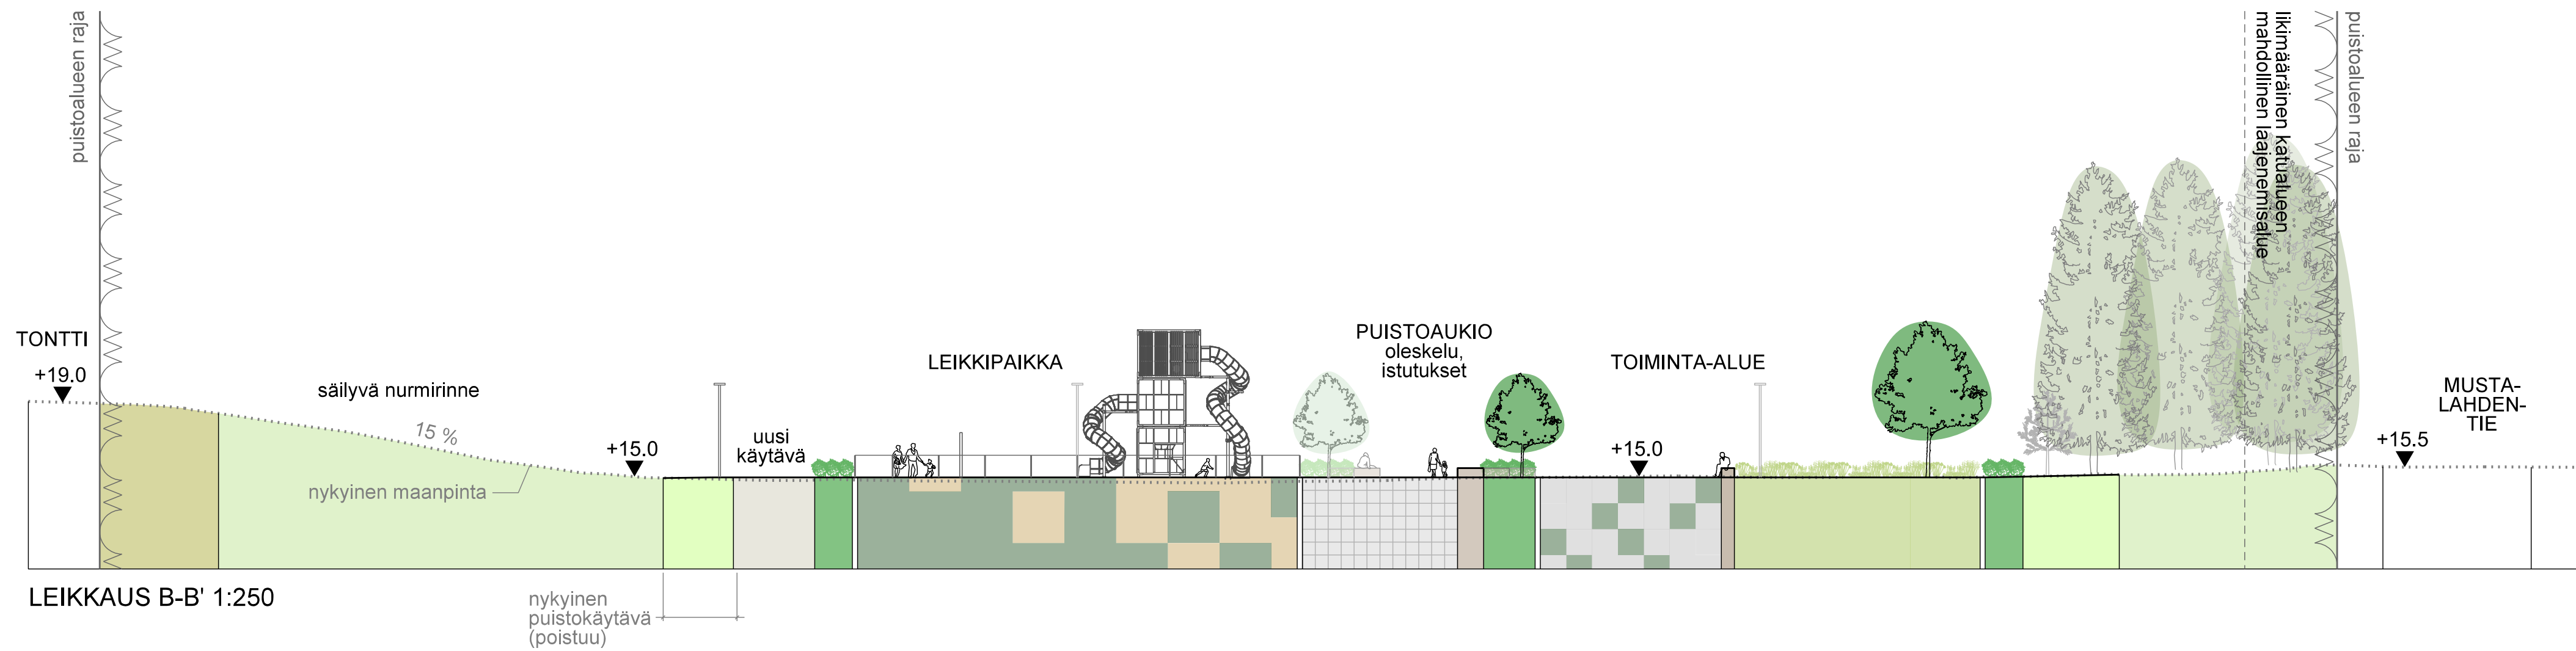 puistoalueen raja
likimääräinen katualueen
mahdollinen laajenemisalue
puistoalueen raja
TONTTI
+19.0
säilyvä nurmirinne
15 %
nykyinen maanpinta
+15.0
uusi
käytävä
LEIKKIPAIKKA
PUISTOAUKIO
oleskelu,
istutukset
TOIMINTA-ALUE
+15.0
MUSTA-
LAHDEN-
TIE
+15.5
LEIKKAUS B-B' 1:250
nykyinen
puistokäytävä
(poistuu)